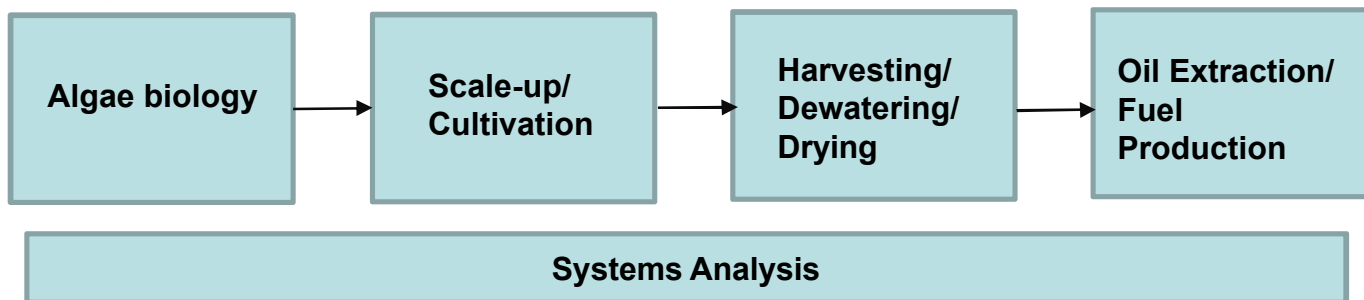 Algae biology
Scale-up/
Cultivation
Harvesting/
Dewatering/
Drying
Oil Extraction/
Fuel
Production
Systems Analysis